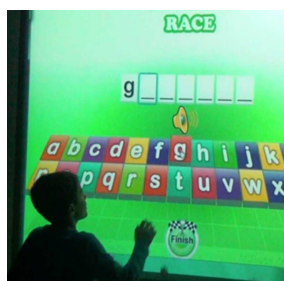 RACE
g _ _ _ _ _ _
a b c d e f g h i j k
p q r s t u v w x
Finish